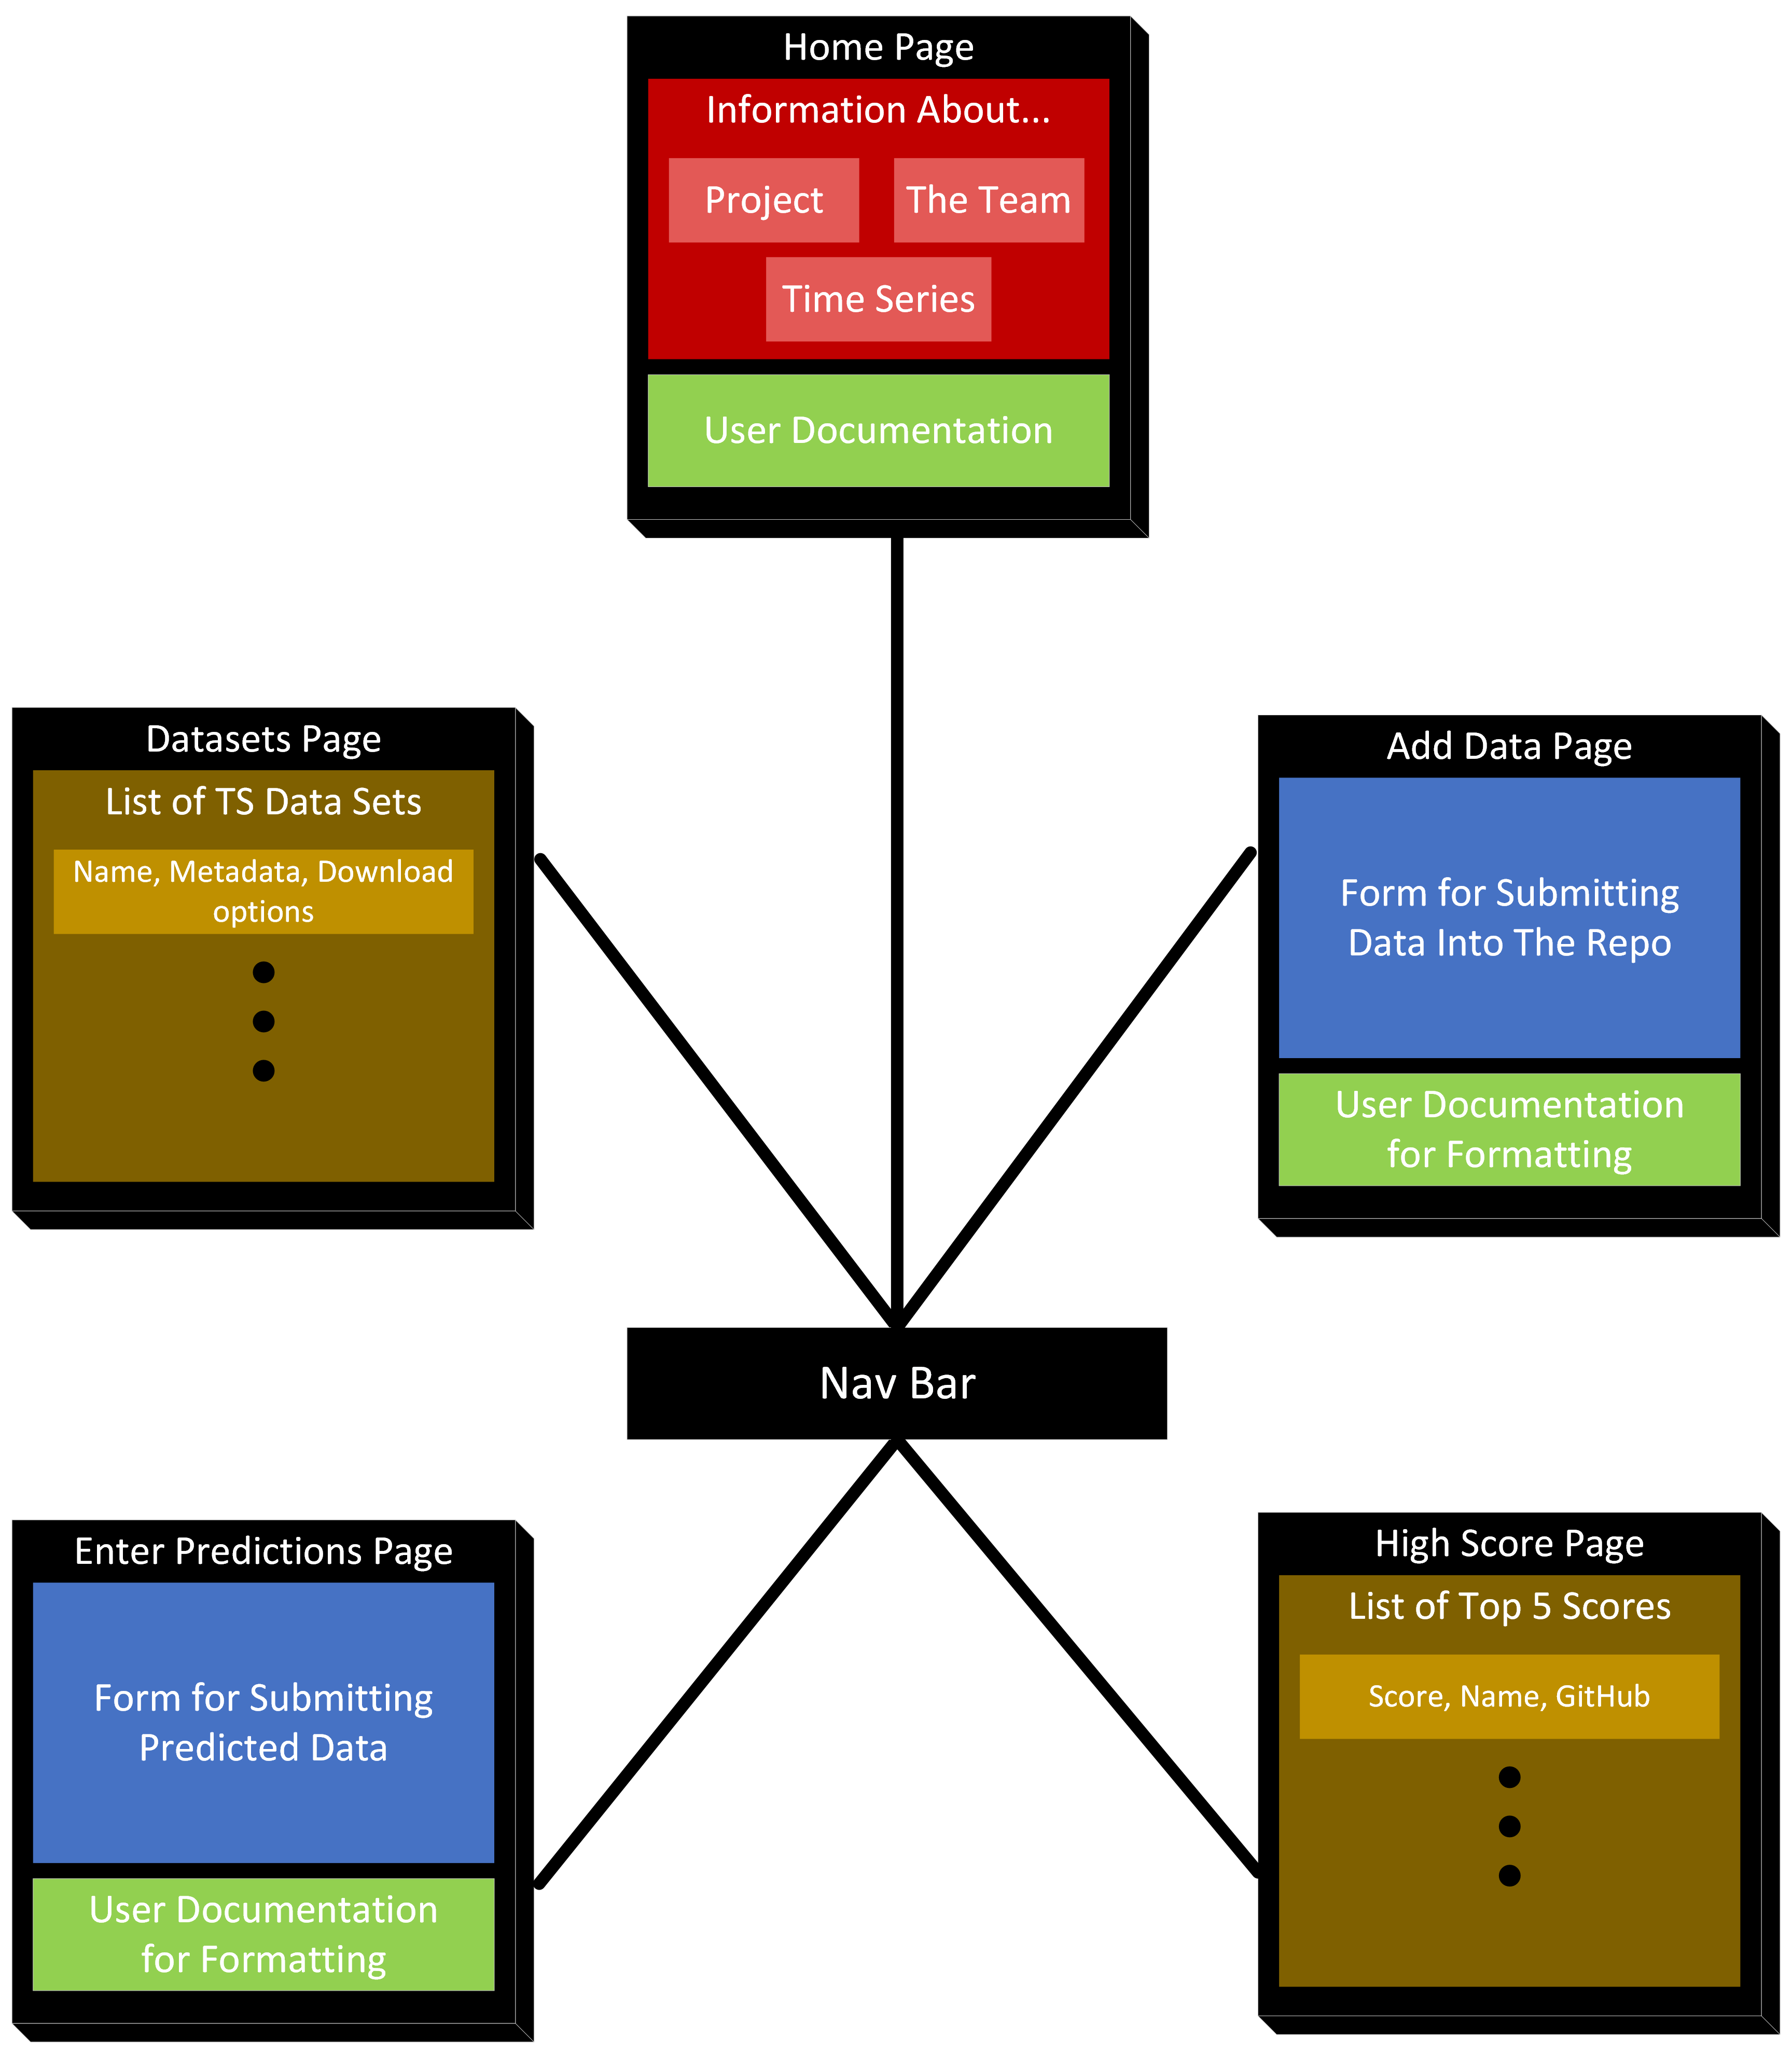 Home Page
Information About...
Project
The Team
Time Series
User Documentation
Datasets Page
List of TS Data Sets
Name, Metadata, Download
options
Add Data Page
Form for Submitting
Data Into The Repo
User Documentation
for Formatting
Nav Bar
Enter Predictions Page
Form for Submitting
Predicted Data
User Documentation
for Formatting
High Score Page
List of Top 5 Scores
Score, Name, GitHub